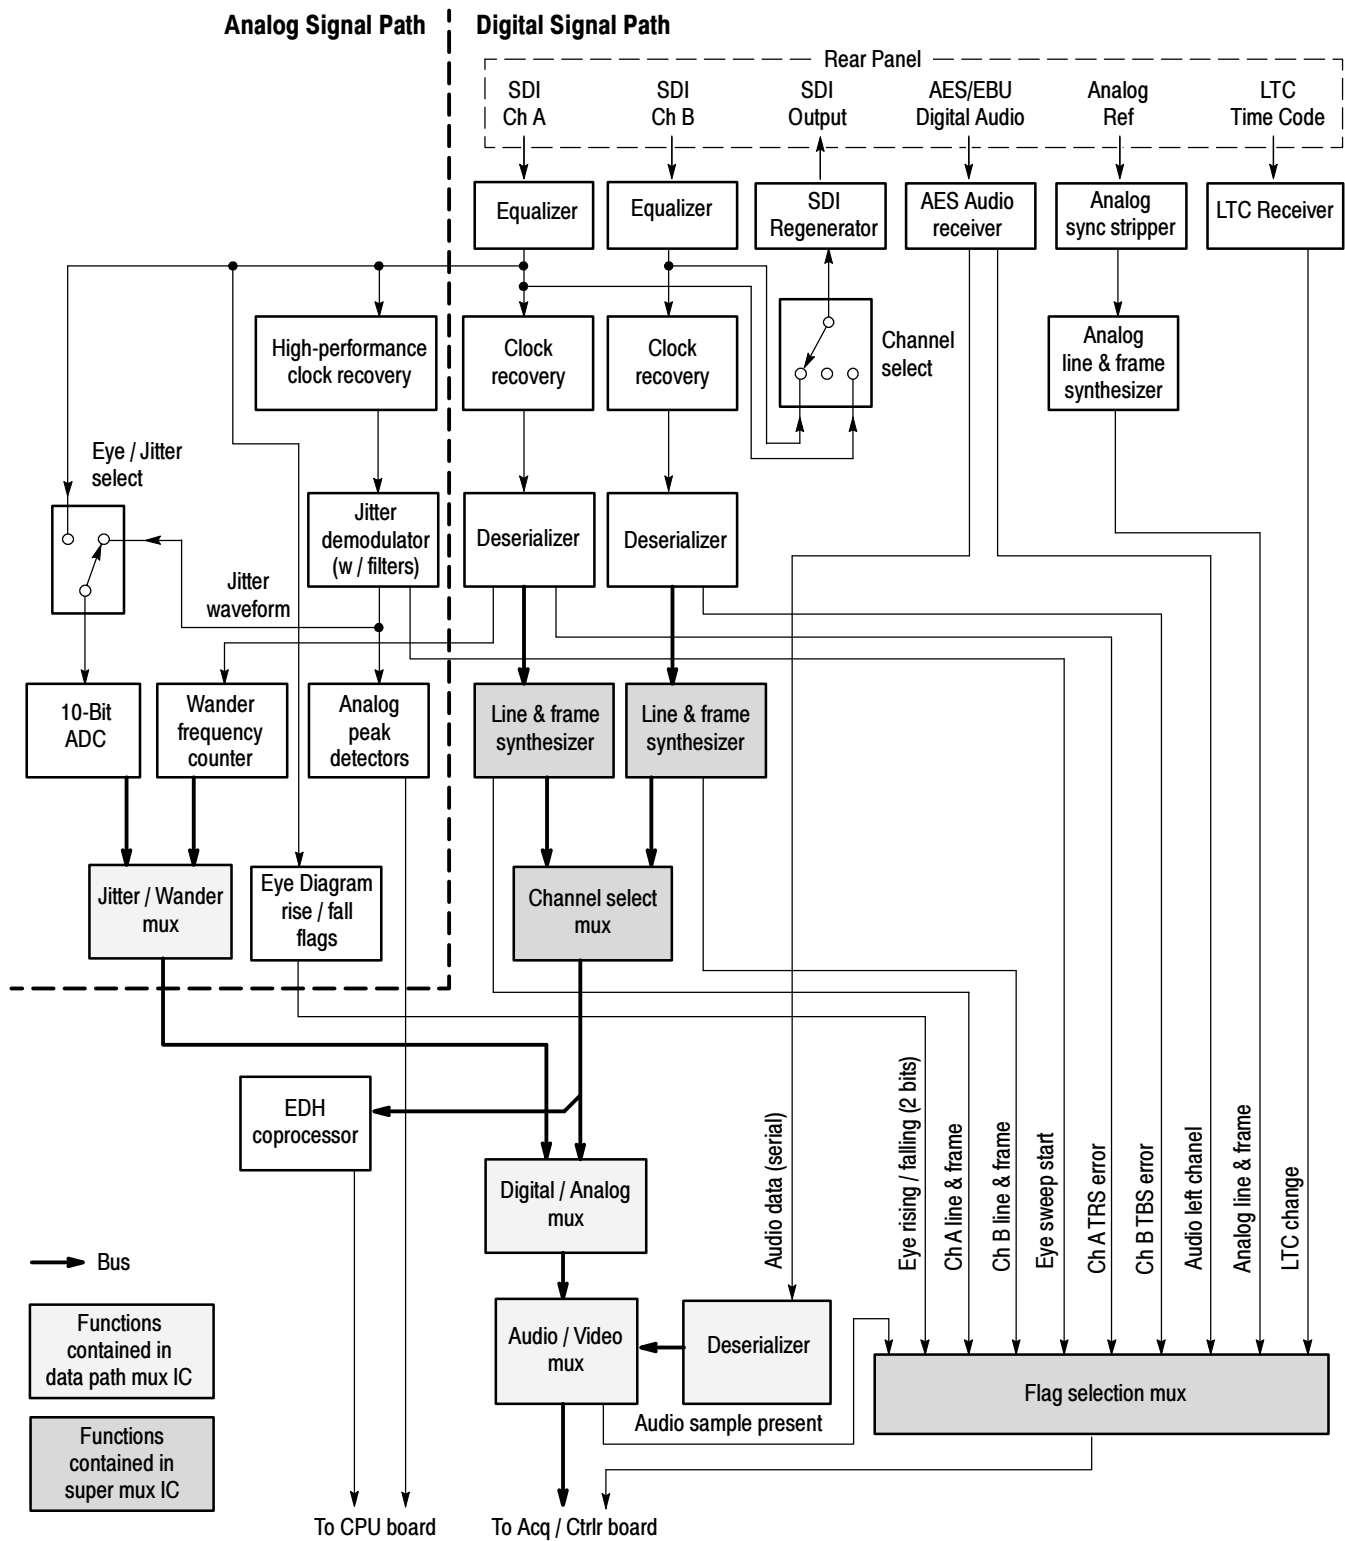 Analog Signal Path
Digital Signal Path
Rear Panel
SDI
Ch A
SDI
Ch B
SDI
Output
AES/EBU
Digital Audio
Analog
Ref
LTC
Time Code
Equalizer
Equalizer
SDI
Regenerator
AES Audio
receiver
Analog
sync stripper
LTC Receiver
High-performance
clock recovery
Clock
recovery
Clock
recovery
Channel
select
Analog
line & frame
synthesizer
Eye / Jitter
select
Jitter
demodulator
(w / filters)
Deserializer
Deserializer
Jitter
waveform
10-Bit
ADC
Wander
frequency
counter
Analog
peak
detectors
Line & frame
synthesizer
Line & frame
synthesizer
Jitter / Wander
mux
Eye Diagram
rise / fall
flags
Channel select
mux
EDH
coprocessor
Digital / Analog
mux
Audio data (serial)
Eye rising / falling (2 bits)
Ch A line & frame
Ch B line & frame
Eye sweep start
Ch A TRS error
Ch B TBS error
Audio left channel
Analog line & frame
LTC change
Bus
Functions
contained in
data path mux IC
Audio / Video
mux
Deserializer
Flag selection mux
Audio sample present
Functions
contained in
super mux IC
To CPU board
To Acq / Ctrlr board